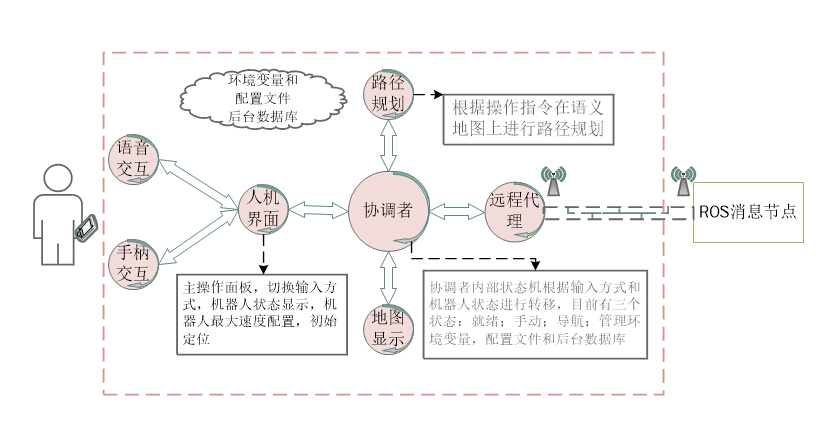 环境变量和
配置文件
后台数据库
路径
规划
根据操作指令在语义
地图上进行路径规划
语音
交互
人机
界面
协调者
远程代
理
ROS消息节点
手柄
交互
主操作面板，切换输入方
式，机器人状态显示，机
器人最大速度配置，初始
定位
地图
显示
协调者内部状态机根据输入方式和
机器人状态进行转移，目前有三个
状态：就绪；手动；导航；管理环
境变量，配置文件和后台数据库